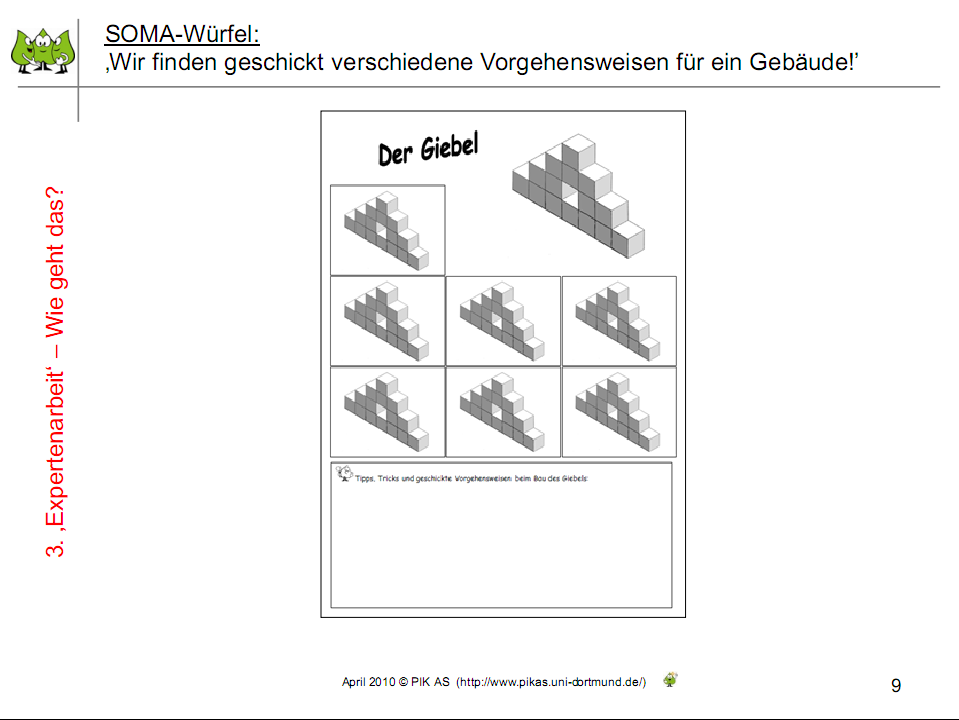 SOMA-Würfel:
‚Wir finden geschickt verschiedene Vorgehensweisen für ein Gebäude!’
3. ‚Expertenarbeit‘ – Wie geht das?
Der Giebel
Tipps, Tricks und geschickte Vorgehensweisen beim Bau des Giebels:
April 2010 © PIK AS (http://www.pikas.uni-dortmund.de/)
9